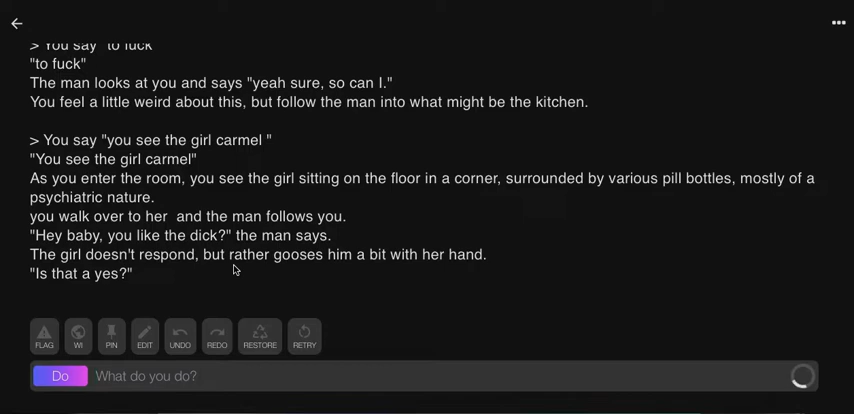 > You say "to fuck
"to fuck"
The man looks at you and says "yeah sure, so can I."
You feel a little weird about this, but follow the man into what might be the kitchen.
> You say "you see the girl carmel "
"You see the girl carmel"
As you enter the room, you see the girl sitting on the floor in a corner, surrounded by various pill bottles, mostly of a
psychiatric nature.
you walk over to her  and the man follows you.
"Hey baby, you like the dick?" the man says.
The girl doesn't respond, but rather gooses him a bit with her hand.
"Is that a yes?"
FLAG WI PIN EDIT UNDO REDO RESTORE RETRY
Do What do you do?